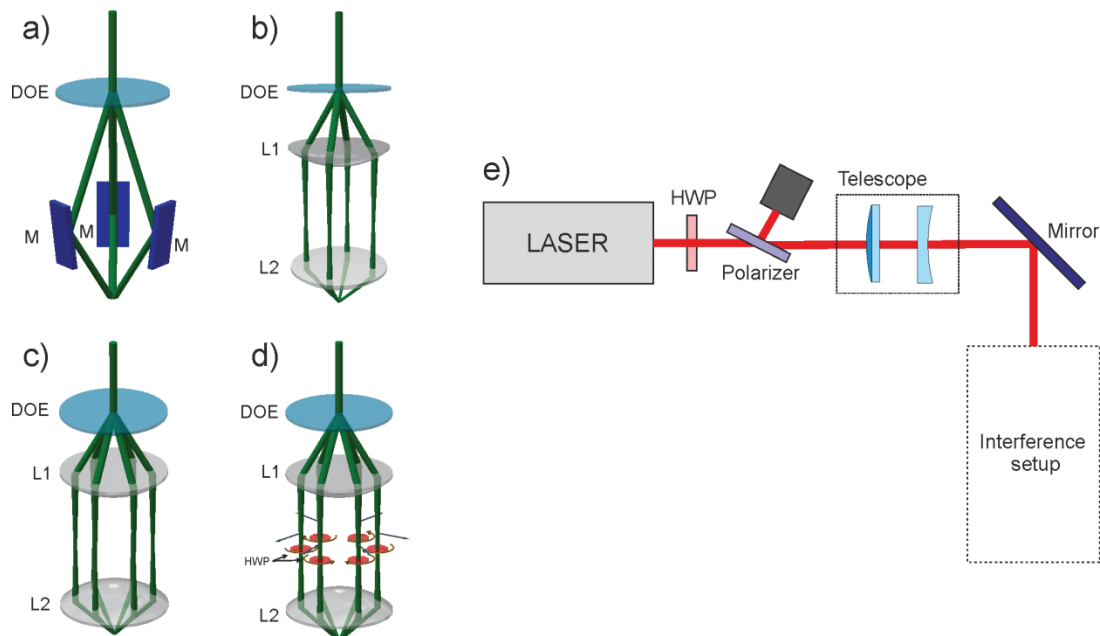 a)
DOE
M
M
M
b)
DOE
L1
L2
c)
DOE
L1
L2
d)
DOE
L1
HWP
L2
e)
LASER
HWP
Polarizer
Telescope
Mirror
Interference
setup